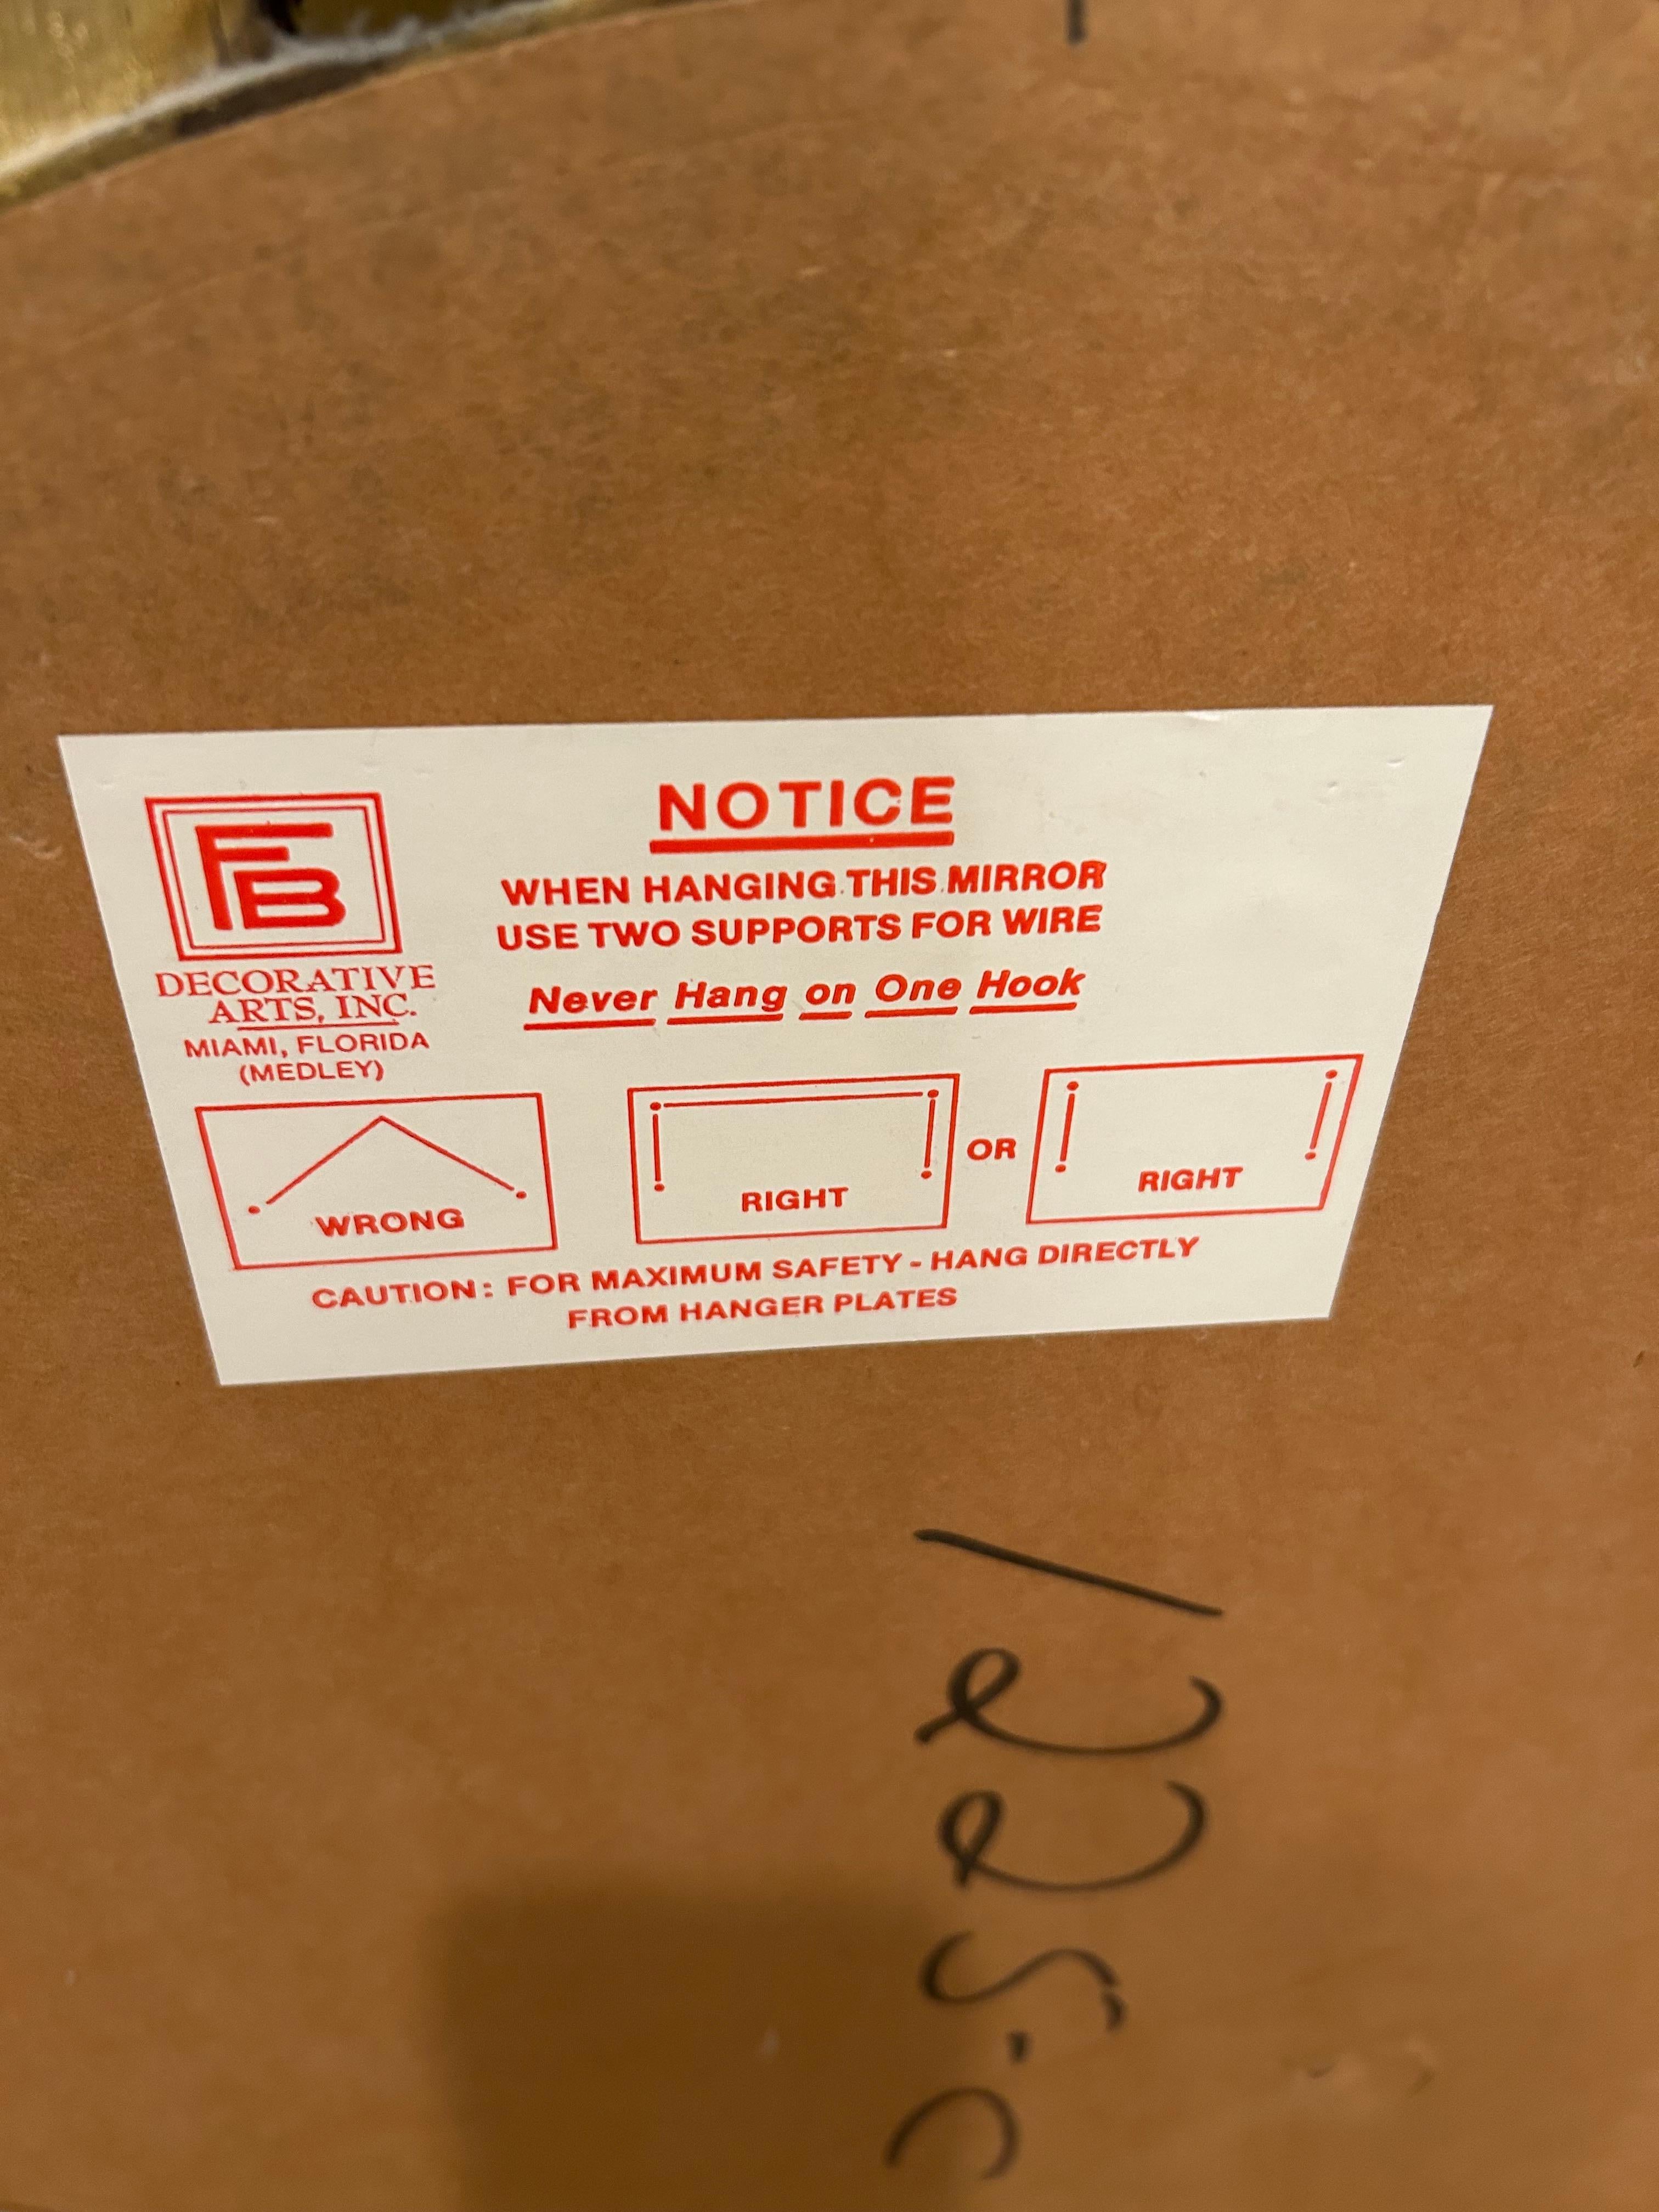 FB
DECORATIVE
ARTS, INC.
MIAMI, FLORIDA
(MEDLEY)
NOTICE
WHEN HANGING THIS MIRROR
USE TWO SUPPORTS FOR WIRE
Never Hang on One Hook
WRONG
RIGHT
OR
RIGHT
CAUTION: FOR MAXIMUM SAFETY - HANG DIRECTLY
FROM HANGER PLATES